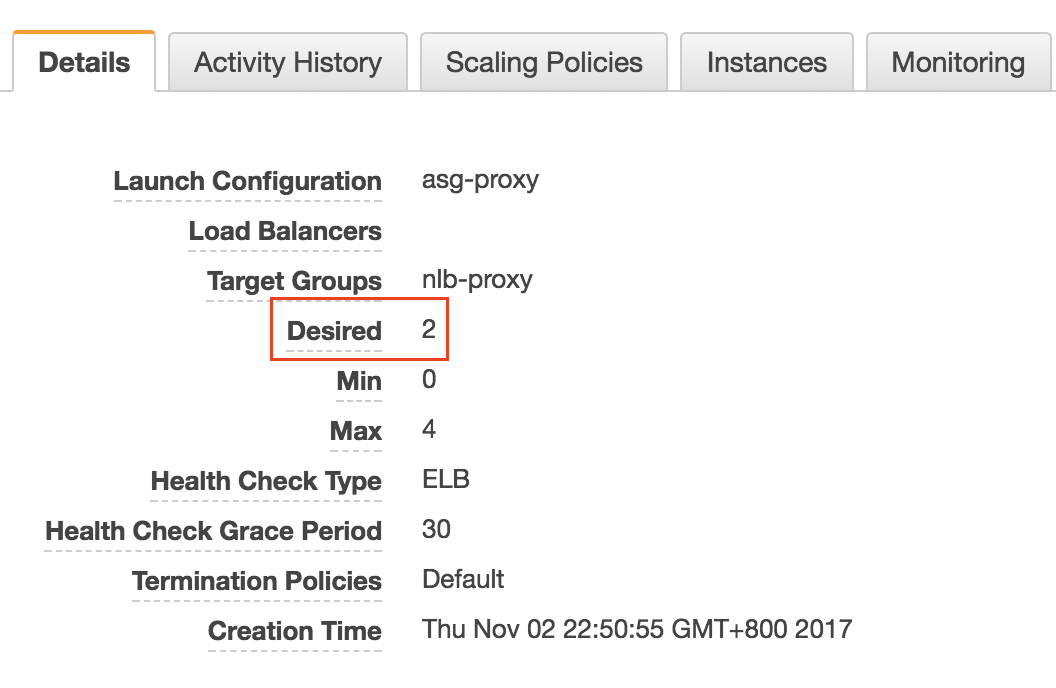 Details Activity History Scaling Policies Instances Monitoring
Launch Configuration asg-proxy
Load Balancers
Target Groups nlb-proxy
Desired 2
Min 0
Max 4
Health Check Type ELB
Health Check Grace Period 30
Termination Policies Default
Creation Time Thu Nov 02 22:50:55 GMT+800 2017